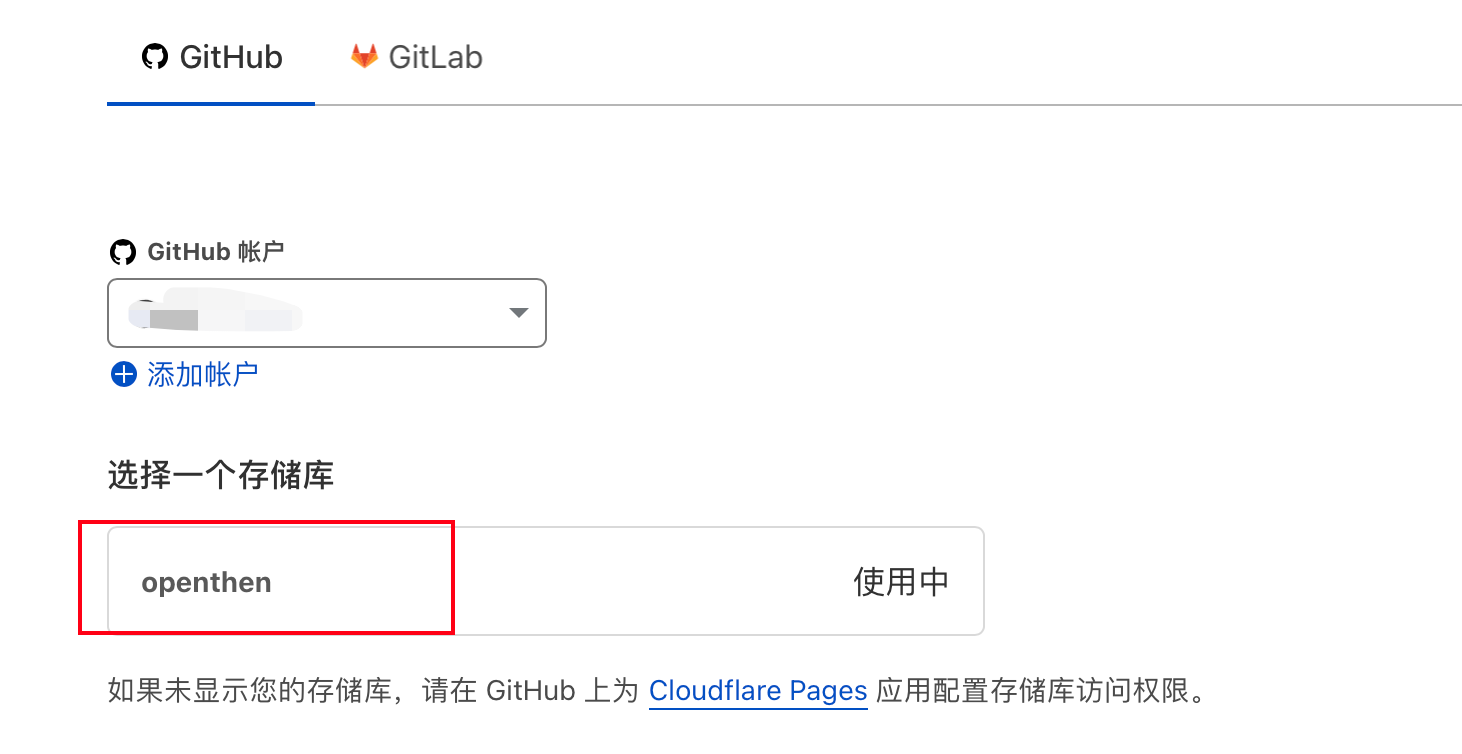 GitHub GitLab
GitHub 帐户
添加帐户
选择一个存储库
openthen 使用中
如果未显示您的存储库，请在 GitHub 上为 Cloudflare Pages 应用配置存储库访问权限。